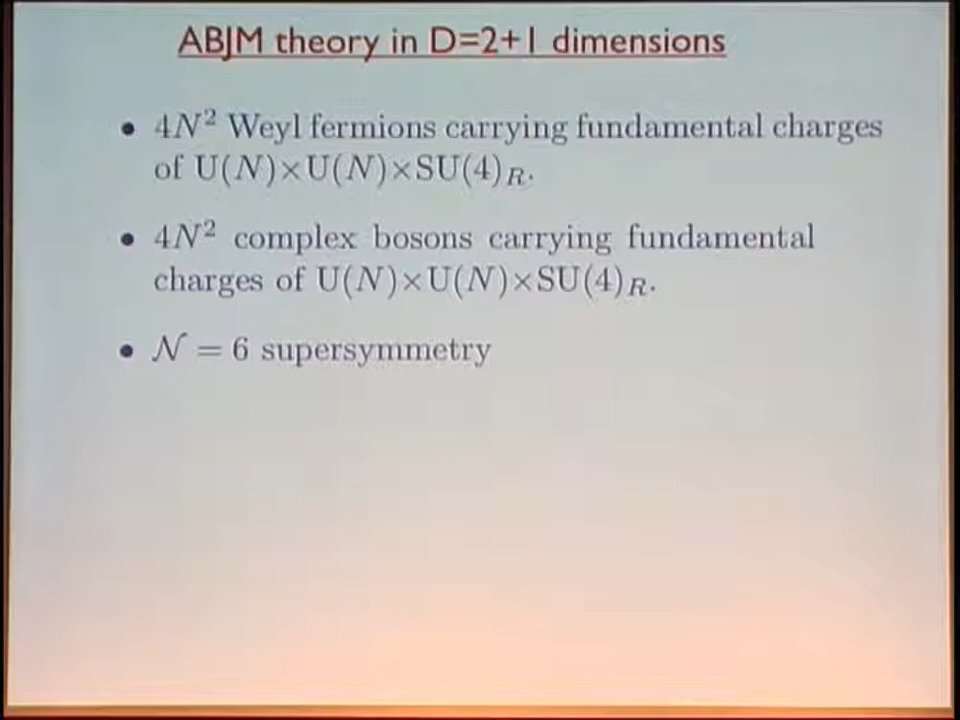 ABJM theory in D=2+1 dimensions
• 4N² Weyl fermions carrying fundamental charges
of U(N)×U(N)×SU(4)_R.
• 4N² complex bosons carrying fundamental
charges of U(N)×U(N)×SU(4)_R.
• 𝒩 = 6 supersymmetry